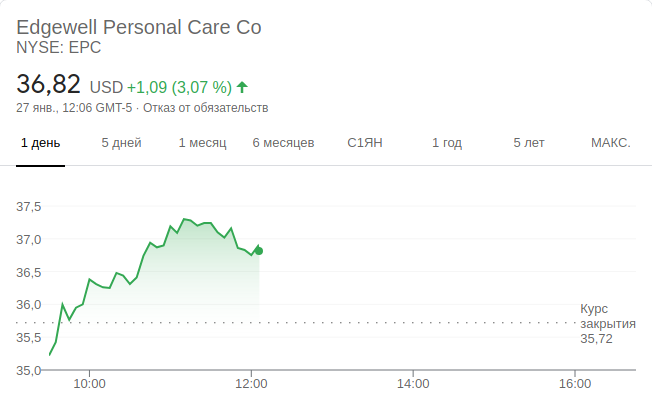 Edgewell Personal Care Co
NYSE: EPC
36,82 USD +1,09 (3,07 %)
27 янв., 12:06 GMT-5 · Отказ от обязательств
1 день 5 дней 1 месяц 6 месяцев С1ЯН 1 год 5 лет МАКС.
37,5
37,0
36,5
36,0
Курс
закрытия
35,72
35,5
35,0
10:00 12:00 14:00 16:00